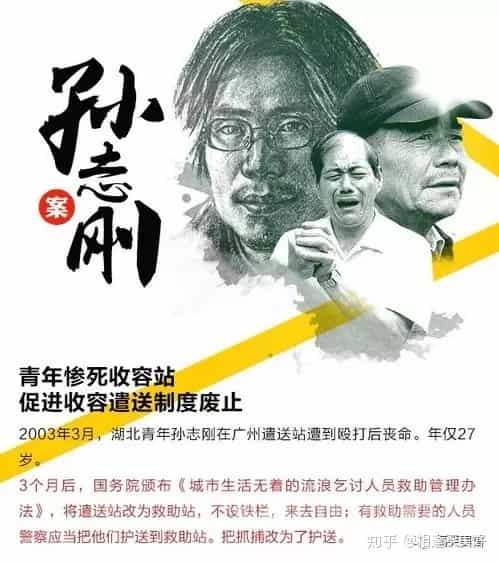 孙志刚
案
青年惨死收容站
促进收容遣送制度废止
2003年3月，湖北青年孙志刚在广州遣送站遭到殴打后丧命。年仅27
岁。
3个月后，国务院颁布《城市生活无着的流浪乞讨人员救助管理办
法》，将遣送站改为救助站，不设铁栏，来去自由；有救助需要的人员
警察应当把他们护送到救助站。把抓捕改为了护送。
知乎